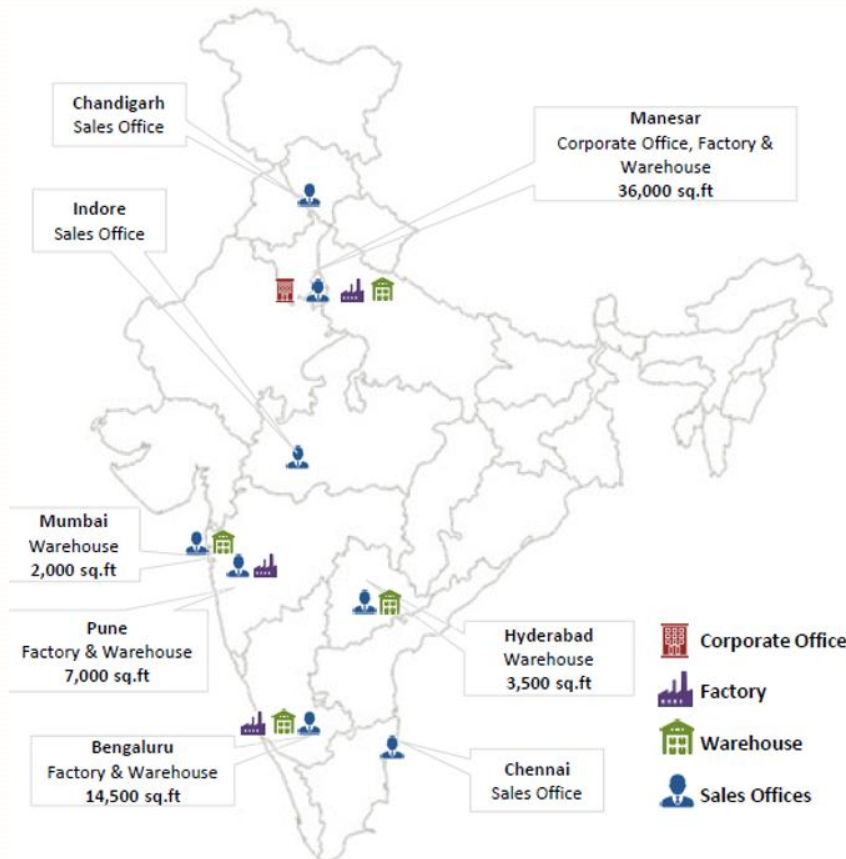 Chandigarh
Sales Office
Manesar
Corporate Office, Factory &
Warehouse
36,000 sq.ft
Indore
Sales Office
Mumbai
Warehouse
2,000 sq.ft
Pune
Factory & Warehouse
7,000 sq.ft
Hyderabad
Warehouse
3,500 sq.ft
Bengaluru
Factory & Warehouse
14,500 sq.ft
Chennai
Sales Office
Corporate Office
Factory
Warehouse
Sales Offices